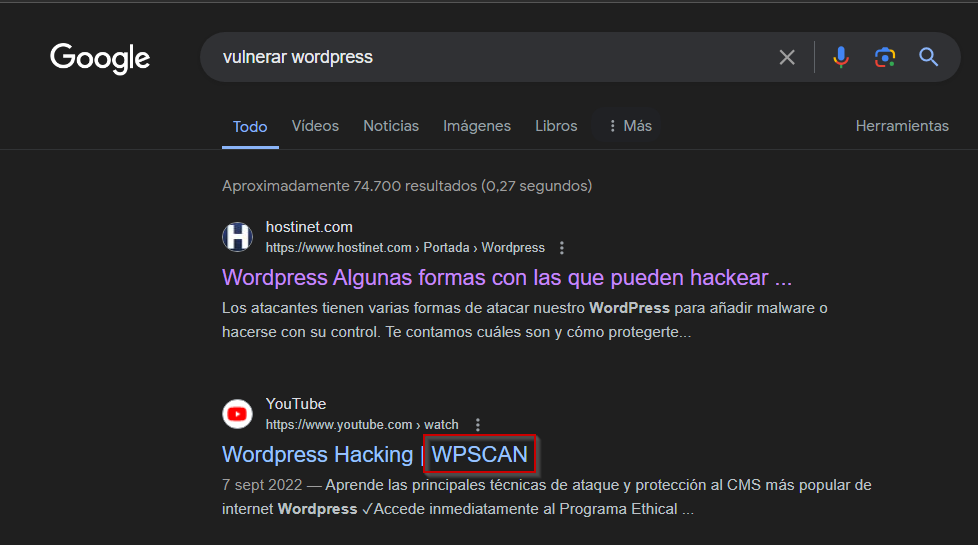 Google
vulnerar wordpress
Todo Vídeos Noticias Imágenes Libros Más Herramientas
Aproximadamente 74.700 resultados (0,27 segundos)
H
hostinet.com
https://www.hostinet.com › Portada › Wordpress
Wordpress Algunas formas con las que pueden hackear ...
Los atacantes tienen varias formas de atacar nuestro WordPress para añadir malware o
hacerse con su control. Te contamos cuáles son y cómo protegerte...
YouTube
https://www.youtube.com › watch
Wordpress Hacking | WPSCAN
7 sept 2022 — Aprende las principales técnicas de ataque y protección al CMS más popular de
internet Wordpress ✓Accede inmediatamente al Programa Ethical ...